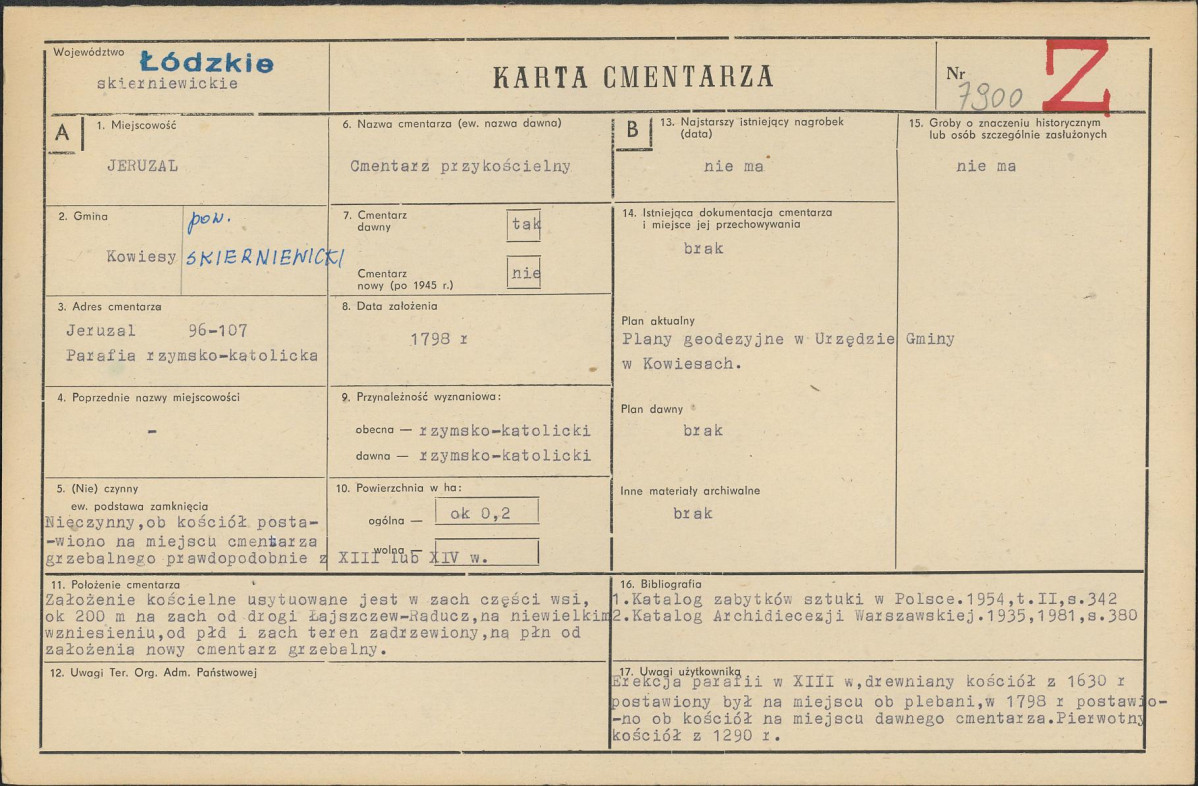 Województwo Łódzkie
skierniewickie
KARTA CMENTARZA
Nr 7900
Z
A
1. Miejscowość
JERUZAL
2. Gmina
Kowiesy
pow.
SKIERNIEWICKI
3. Adres cmentarza
Jeruzal 96-107
Parafia rzymsko-katolicka
4. Poprzednie nazwy miejscowości
-
5. (Nie) czynny
ew. podstawa zamknięcia
Nieczynny,ob kościół posta-
-wiono na miejscu cmentarza
grzebalnego prawdopodobnie z XIII lub XIV w.
6. Nazwa cmentarza (ew. nazwa dawna)
Cmentarz przykościelny
7. Cmentarz
dawny
tak
Cmentarz
nowy (po 1945 r.)
nie
8. Data założenia
1798 r
9. Przynależność wyznaniowa:
obecna — rzymsko-katolicki
dawna — rzymsko-katolicki
10. Powierzchnia w ha:
ogólna — ok 0,2
wolna —
11. Położenie cmentarza
Założenie kościelne usytuowane jest w zach części wsi,
ok 200 m na zach od drogi Łajszczew-Raducz,na niewielkim
wzniesieniu,od płd i zach teren zadrzewiony,na płn od
założenia nowy cmentarz grzebalny.
12. Uwagi Ter. Org. Adm. Państwowej
B
13. Najstarszy istniejący nagrobek
(data)
nie ma
14. Istniejąca dokumentacja cmentarza
i miejsce jej przechowywania
brak
Plan aktualny
Plany geodezyjne w Urzędzie Gminy
w Kowiesach.
Plan dawny
brak
Inne materiały archiwalne
brak
15. Groby o znaczeniu historycznym
lub osób szczególnie zasłużonych
nie ma
16. Bibliografia
1.Katalog zabytków sztuki w Polsce.1954,t.II,s.342
2.Katalog Archidiecezji Warszawskiej.1935,1981,s.380
17. Uwagi użytkownika
Erekcja parafii w XIII w,drewniany kościół z 1630 r
postawiony był na miejscu ob plebani,w 1798 r postawio-
-no ob kościół na miejscu dawnego cmentarza.Pierwotny
kościół z 1290 r.